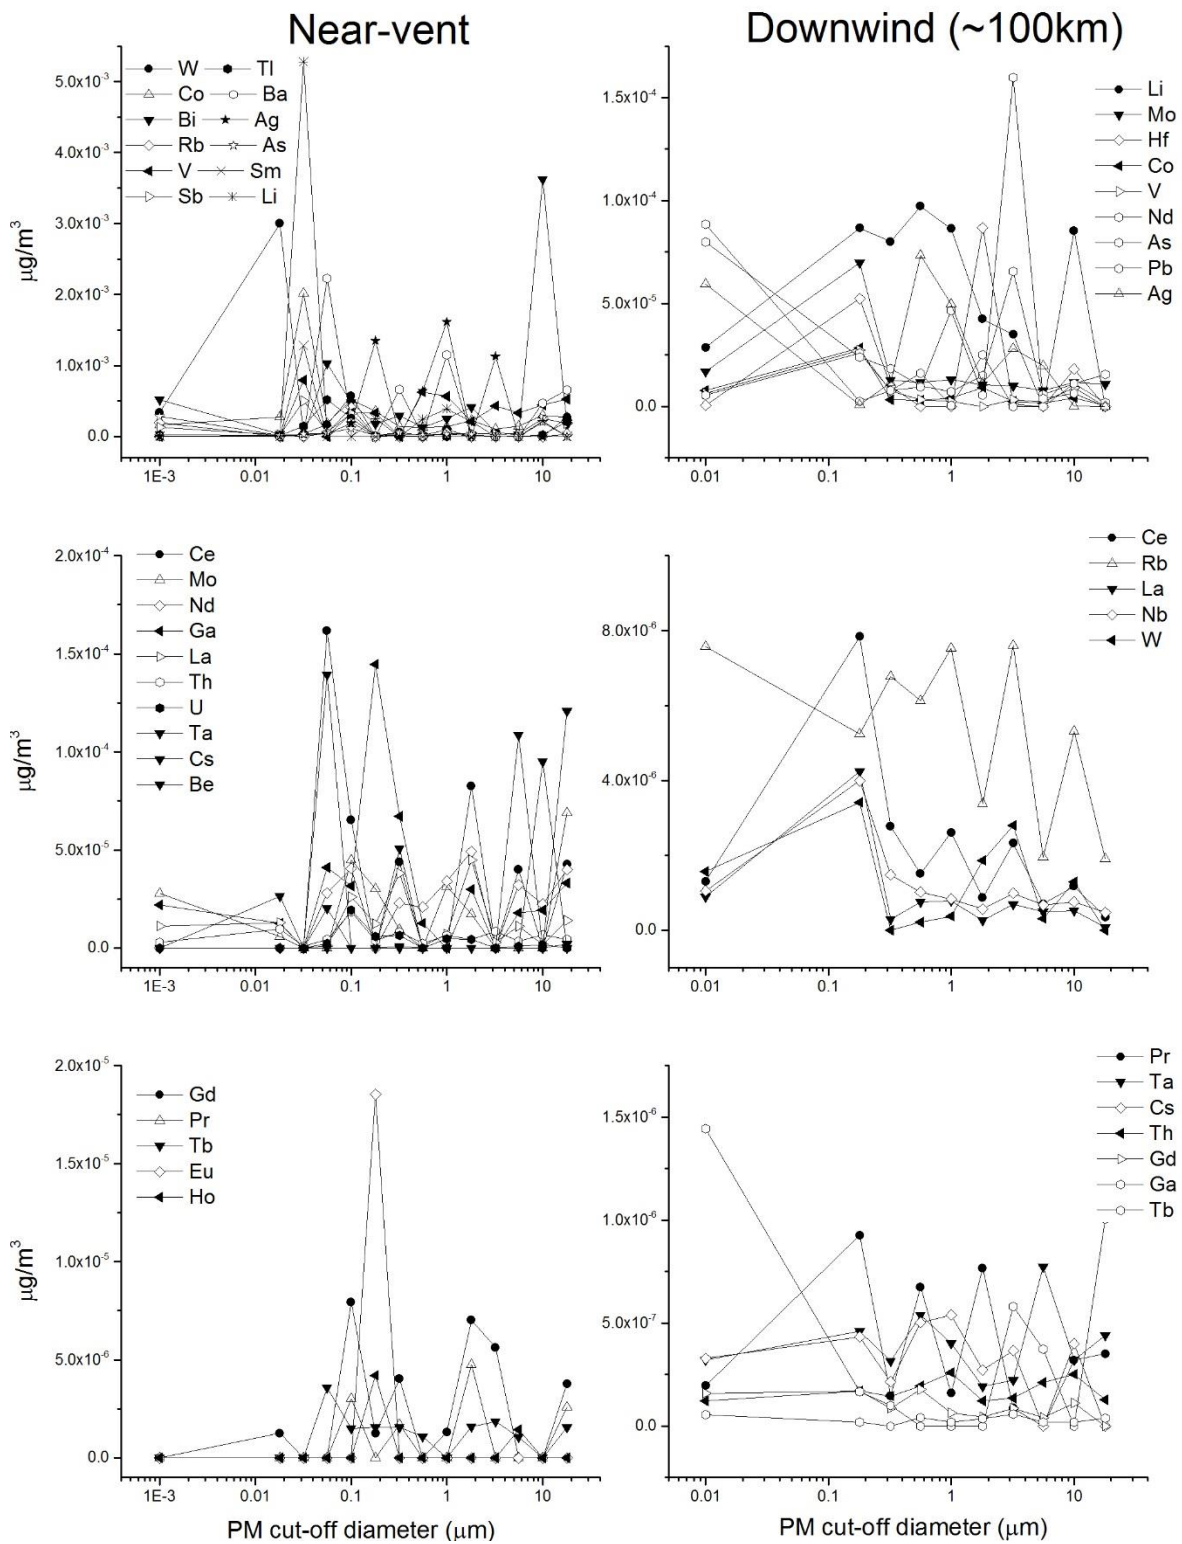 Near-vent
Downwind (~100km)
W Tl
Co Ba
Bi Ag
Rb As
V Sm
Sb Li
5.0x10⁻³
4.0x10⁻³
3.0x10⁻³
2.0x10⁻³
1.0x10⁻³
0.0
μg/m³
1E-3 0.01 0.1 1 10
Li
Mo
Hf
Co
V
Nd
As
Pb
Ag
1.5x10⁻⁴
1.0x10⁻⁴
5.0x10⁻⁵
0.0
0.01 0.1 1 10
Ce
Mo
Nd
Ga
La
Th
U
Ta
Cs
Be
2.0x10⁻⁴
1.5x10⁻⁴
1.0x10⁻⁴
5.0x10⁻⁵
0.0
μg/m³
1E-3 0.01 0.1 1 10
Ce
Rb
La
Nb
W
8.0x10⁻⁶
4.0x10⁻⁶
0.0
0.01 0.1 1 10
Gd
Pr
Tb
Eu
Ho
2.0x10⁻⁵
1.5x10⁻⁵
1.0x10⁻⁵
5.0x10⁻⁶
0.0
μg/m³
1E-3 0.01 0.1 1 10
PM cut-off diameter (μm)
Pr
Ta
Cs
Th
Gd
Ga
Tb
1.5x10⁻⁶
1.0x10⁻⁶
5.0x10⁻⁷
0.0
0.01 0.1 1 10
PM cut-off diameter (μm)